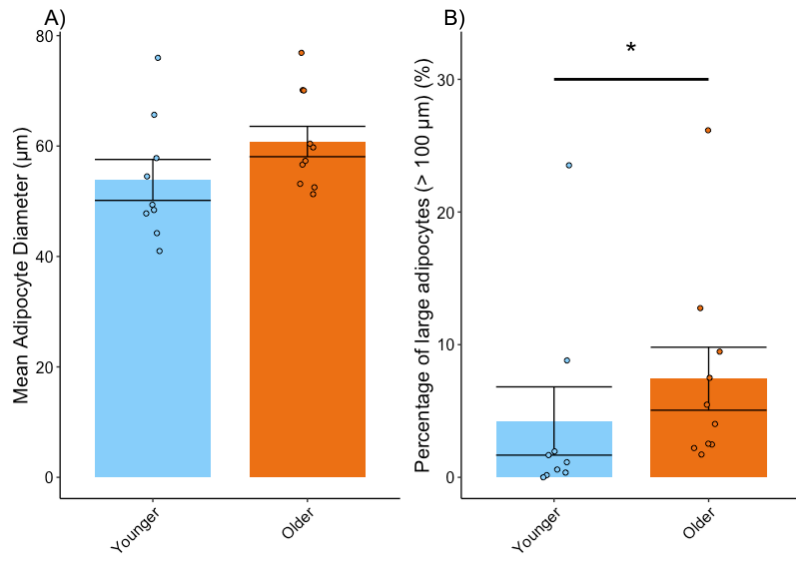 A)
Mean Adipocyte Diameter (µm)
80
60
40
20
0
Younger
Older
B)
Percentage of large adipocytes (> 100 µm) (%)
30
20
10
0
*
Younger
Older